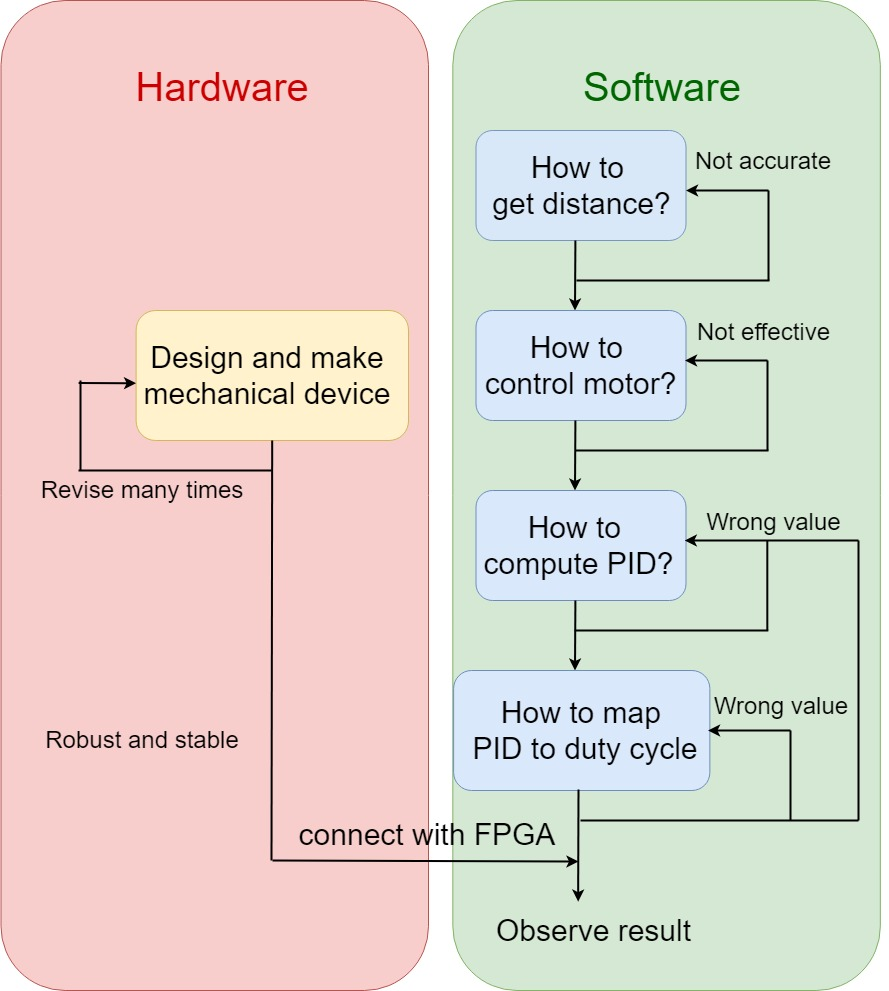 Hardware
Design and make
mechanical device
Revise many times
Robust and stable
connect with FPGA
Software
How to
get distance?
Not accurate
How to
control motor?
Not effective
How to
compute PID?
Wrong value
How to map
PID to duty cycle
Wrong value
Observe result